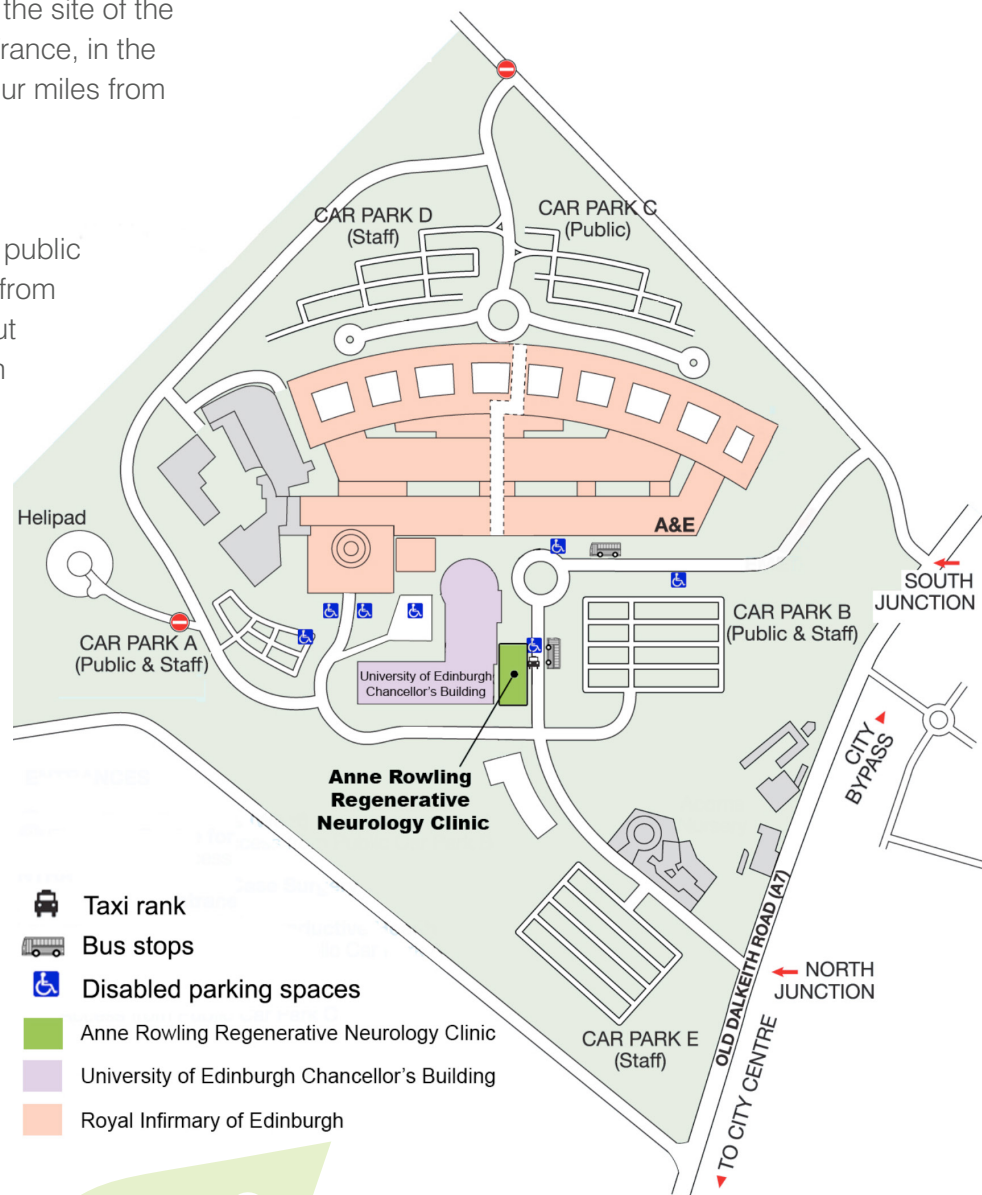 the site of the
rance, in the
ur miles from
public
from
ut
n
CAR PARK D
(Staff)
CAR PARK C
(Public)
Helipad
A&E
SOUTH
JUNCTION
CAR PARK A
(Public & Staff)
CAR PARK B
(Public & Staff)
University of Edinburgh
Chancellor's Building
CITY
BYPASS
Anne Rowling
Regenerative
Neurology Clinic
OLD DALKEITH ROAD (A7)
NORTH
JUNCTION
CAR PARK E
(Staff)
TO CITY CENTRE
Taxi rank
Bus stops
Disabled parking spaces
Anne Rowling Regenerative Neurology Clinic
University of Edinburgh Chancellor's Building
Royal Infirmary of Edinburgh